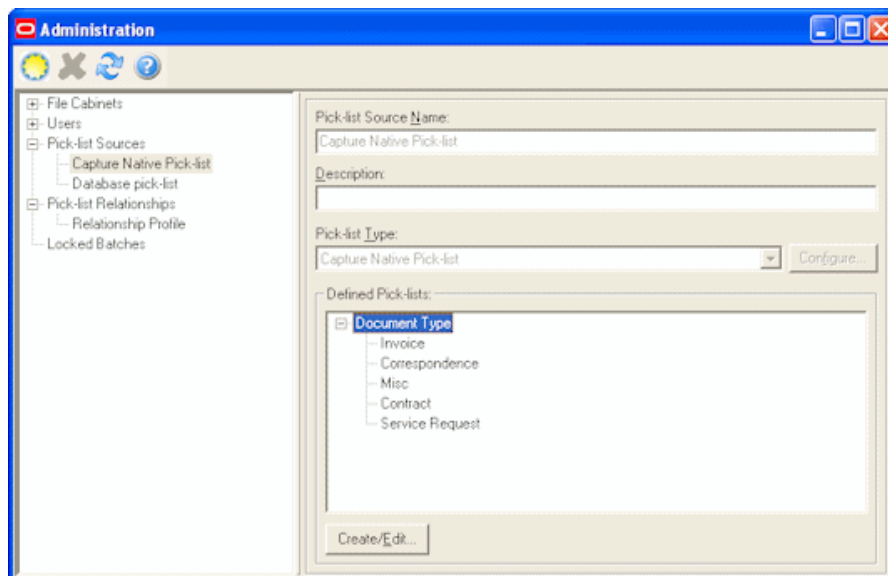 Administration
File Cabinets
Users
Pick-list Sources
Capture Native Pick-list
Database pick-list
Pick-list Relationships
Relationship Profile
Locked Batches
Pick-list Source Name:
Capture Native Pick-list
Description:
Pick-list Type:
Capture Native Pick-list
Configure...
Defined Pick-lists:
Document Type
Invoice
Correspondence
Misc
Contract
Service Request
Create/Edit...